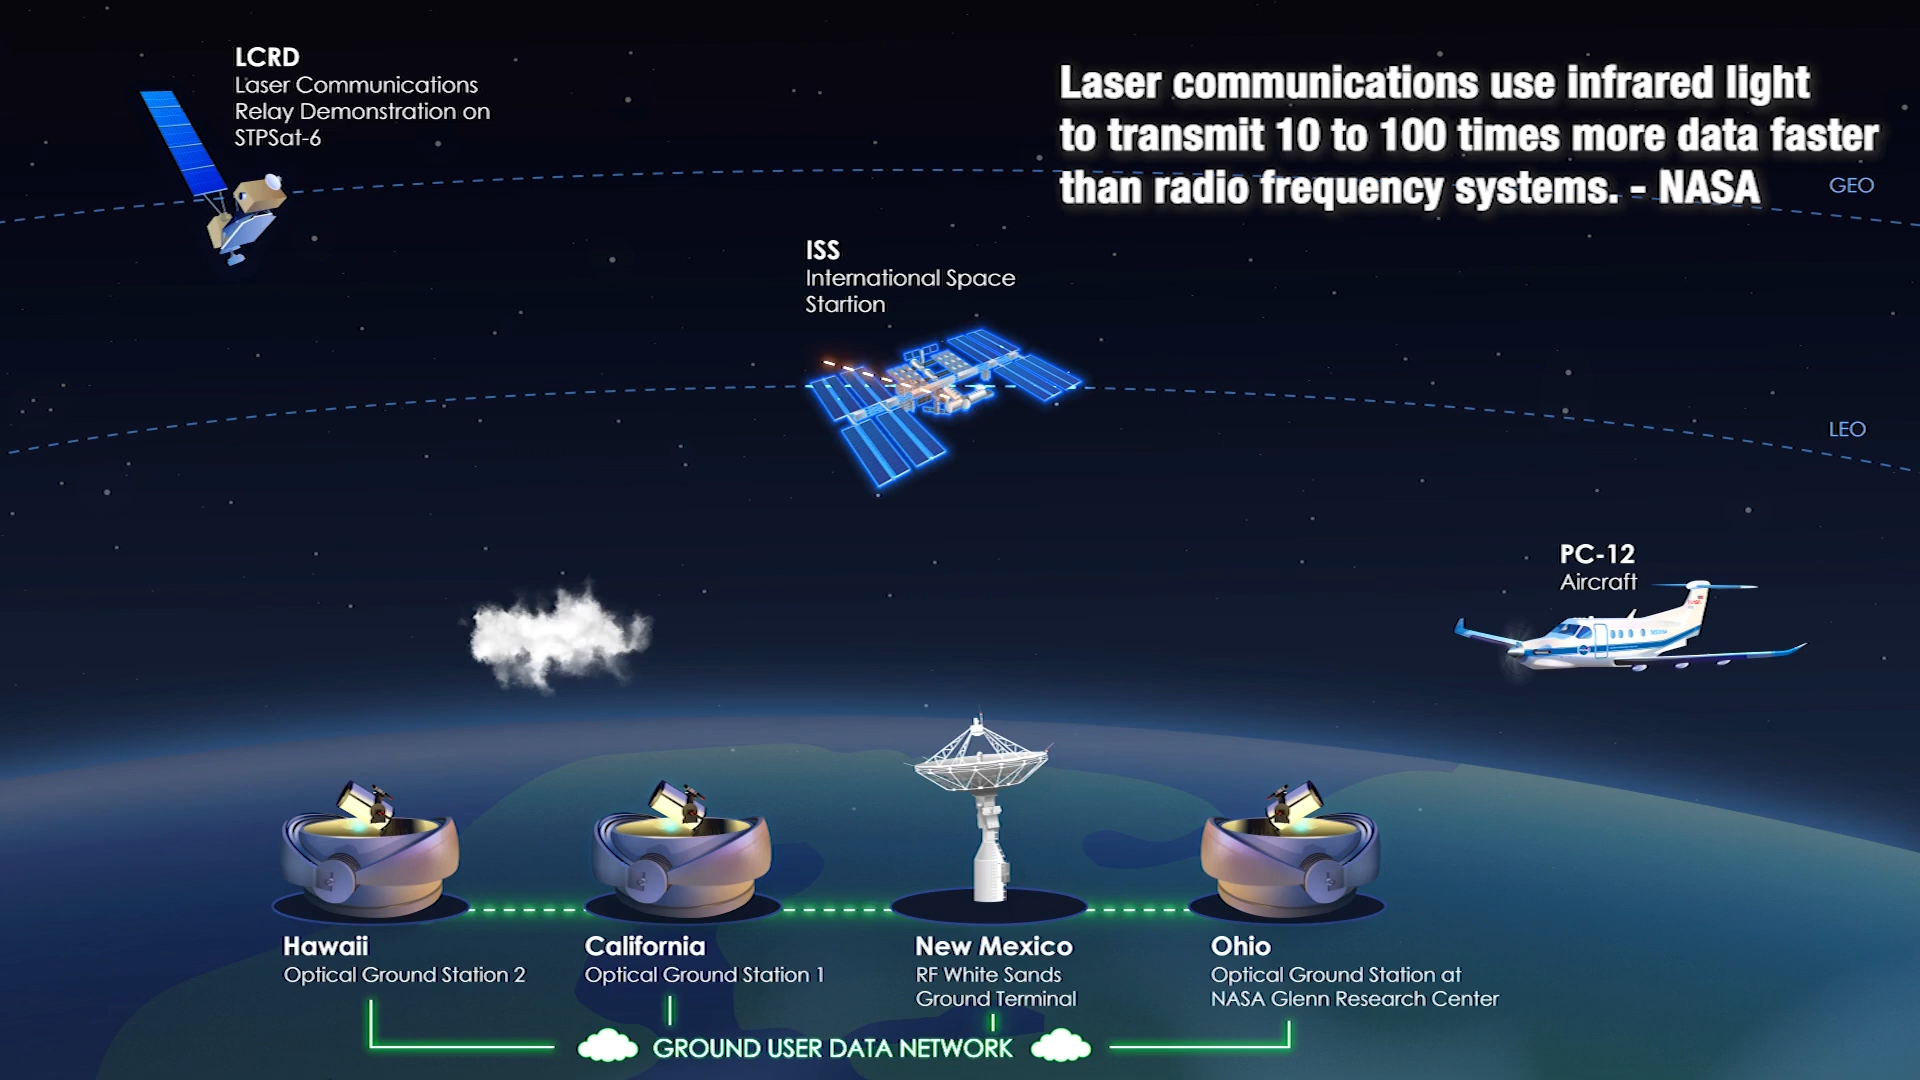 LCRD
Laser Communications
Relay Demonstration on
STPSat-6
Laser communications use infrared light
to transmit 10 to 100 times more data faster
than radio frequency systems. - NASA
GEO
ISS
International Space
Startion
LEO
PC-12
Aircraft
Hawaii
Optical Ground Station 2
California
Optical Ground Station 1
New Mexico
RF White Sands
Ground Terminal
Ohio
Optical Ground Station at
NASA Glenn Research Center
GROUND USER DATA NETWORK